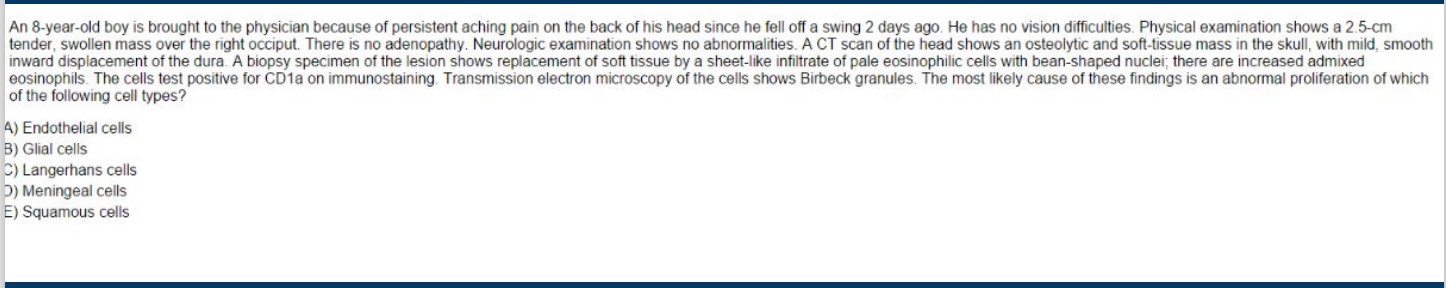 An 8-year-old boy is brought to the physician because of persistent aching pain on the back of his head since he fell off a swing 2 days ago. He has no vision difficulties. Physical examination shows a 2.5-cm
tender, swollen mass over the right occiput. There is no adenopathy. Neurologic examination shows no abnormalities. A CT scan of the head shows an osteolytic and soft-tissue mass in the skull, with mild, smooth
inward displacement of the dura. A biopsy specimen of the lesion shows replacement of soft tissue by a sheet-like infiltrate of pale eosinophilic cells with bean-shaped nuclei; there are increased admixed
eosinophils. The cells test positive for CD1a on immunostaining. Transmission electron microscopy of the cells shows Birbeck granules. The most likely cause of these findings is an abnormal proliferation of which
of the following cell types?
A) Endothelial cells
B) Glial cells
C) Langerhans cells
D) Meningeal cells
E) Squamous cells